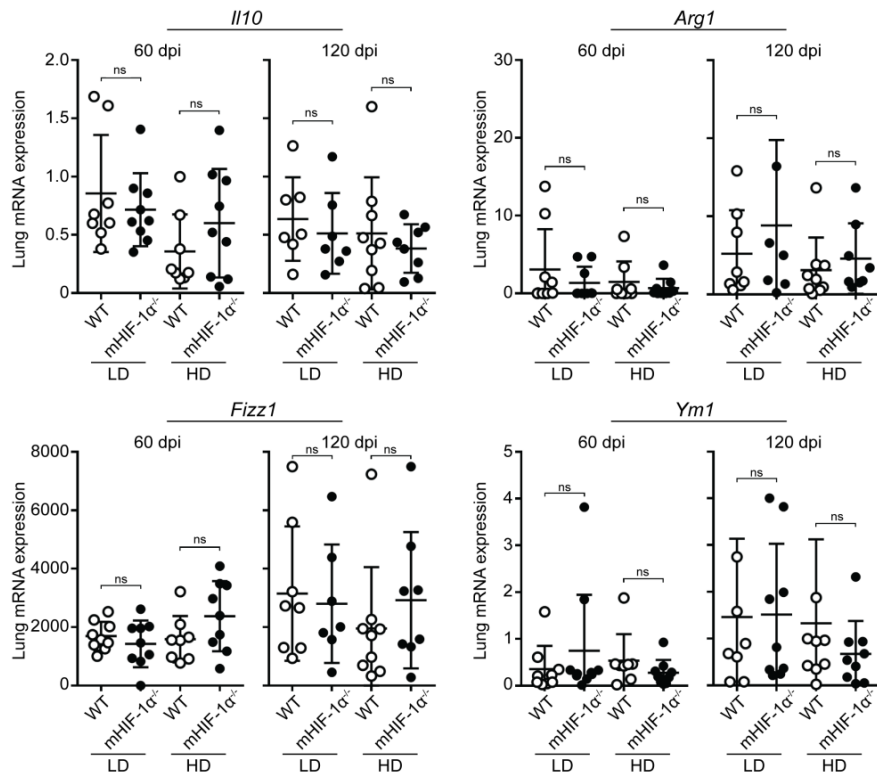 Il10
60 dpi 120 dpi
Lung mRNA expression
2.0
1.5
1.0
0.5
0
ns ns ns ns
WT mHIF-1α-/- WT mHIF-1α-/- WT mHIF-1α-/- WT mHIF-1α-/-
LD HD LD HD
Arg1
60 dpi 120 dpi
Lung mRNA expression
30
20
10
0
ns ns ns ns
WT mHIF-1α-/- WT mHIF-1α-/- WT mHIF-1α-/- WT mHIF-1α-/-
LD HD LD HD
Fizz1
60 dpi 120 dpi
Lung mRNA expression
8000
6000
4000
2000
0
ns ns ns ns
WT mHIF-1α-/- WT mHIF-1α-/- WT mHIF-1α-/- WT mHIF-1α-/-
LD HD LD HD
Ym1
60 dpi 120 dpi
Lung mRNA expression
5
4
3
2
1
0
ns ns ns ns
WT mHIF-1α-/- WT mHIF-1α-/- WT mHIF-1α-/- WT mHIF-1α-/-
LD HD LD HD